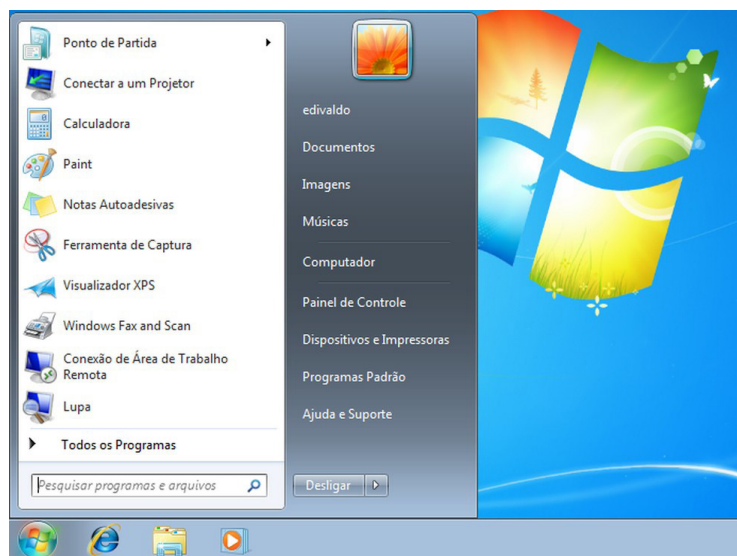 Ponto de Partida
Conectar a um Projetor
Calculadora
Paint
Notas Autoadesivas
Ferramenta de Captura
Visualizador XPS
Windows Fax and Scan
Conexão de Área de Trabalho
Remota
Lupa
Todos os Programas
Pesquisar programas e arquivos
edivaldo
Documentos
Imagens
Músicas
Computador
Painel de Controle
Dispositivos e Impressoras
Programas Padrão
Ajuda e Suporte
Desligar